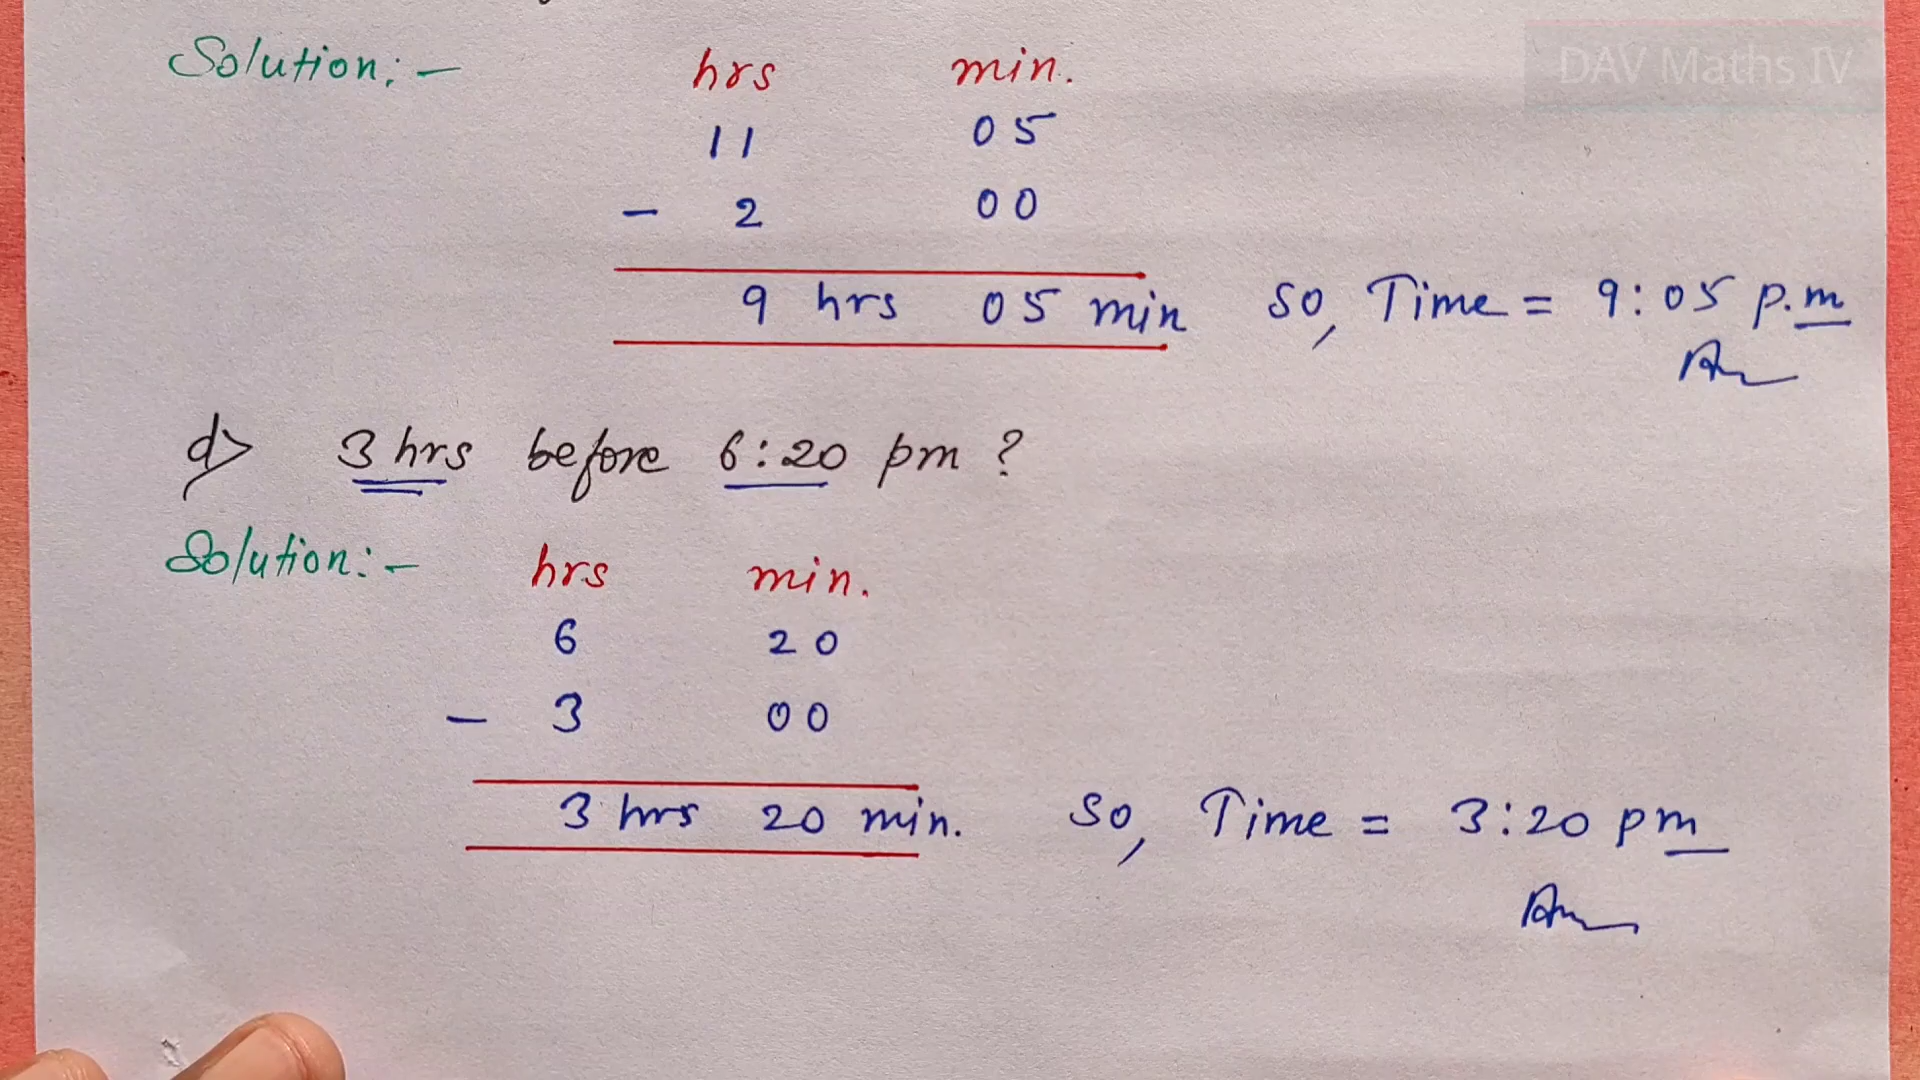 DAV Maths IV
Solution:-
hrs min.
11 05
- 2 00
9 hrs 05 min So, Time = 9:05 p.m
Ans
d> 3 hrs before 6:20 pm ?
Solution:-
hrs min.
6 20
- 3 00
3 hrs 20 min. So, Time = 3:20 pm
Ans